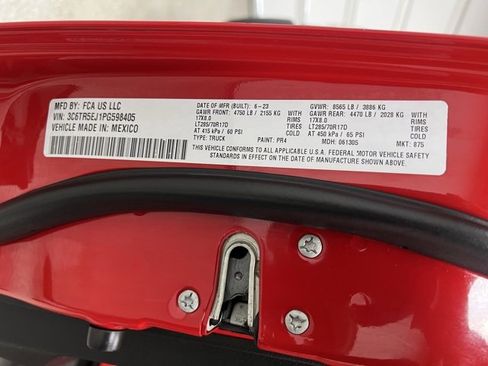 MFD BY: FCA US LLC
VIN: 3C6TR5EJ1PG598405
VEHICLE MADE IN: MEXICO
DATE OF MFR (BUILT): 6-23 GVWR: 8565 LB / 3886 KG
GAWR FRONT: 4750 LB / 2155 KG RIMS GAWR REAR: 4470 LB / 2028 KG
17X8.0 RIMS 17X8.0
LT285/70R17D TIRES LT285/70R17D TIRES
AT 415 kPa / 60 PSI COLD AT 450 kPa / 65 PSI COLD
TYPE: TRUCK PAINT: PR4 MDH: 061305 MKT: 875
THIS VEHICLE CONFORMS TO ALL APPLICABLE U.S.A. FEDERAL MOTOR VEHICLE SAFETY
STANDARDS IN EFFECT ON THE DATE OF MANUFACTURE SHOWN ABOVE.